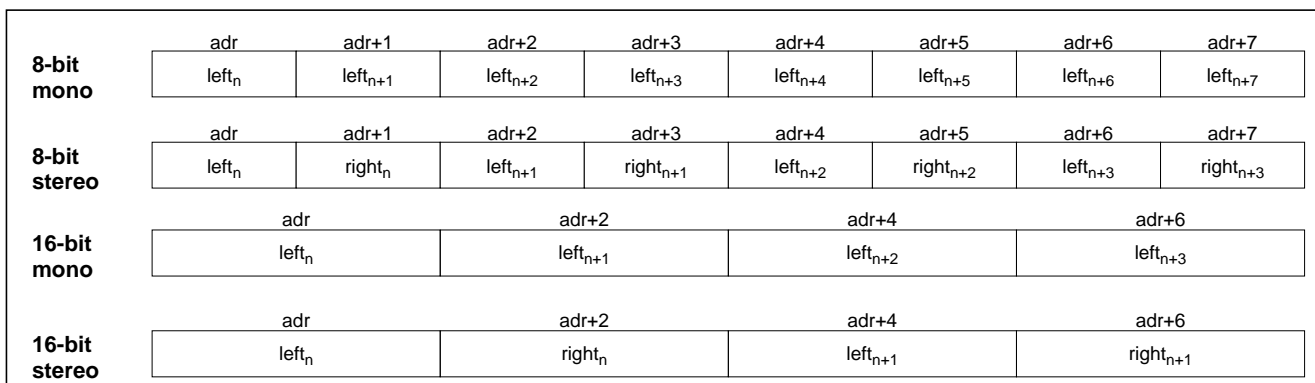 adr adr+1 adr+2 adr+3 adr+4 adr+5 adr+6 adr+7
8-bit mono
leftₙ leftₙ₊₁ leftₙ₊₂ leftₙ₊₃ leftₙ₊₄ leftₙ₊₅ leftₙ₊₆ leftₙ₊₇
adr adr+1 adr+2 adr+3 adr+4 adr+5 adr+6 adr+7
8-bit stereo
leftₙ rightₙ leftₙ₊₁ rightₙ₊₁ leftₙ₊₂ rightₙ₊₂ leftₙ₊₃ rightₙ₊₃
adr adr+2 adr+4 adr+6
16-bit mono
leftₙ leftₙ₊₁ leftₙ₊₂ leftₙ₊₃
adr adr+2 adr+4 adr+6
16-bit stereo
leftₙ rightₙ leftₙ₊₁ rightₙ₊₁